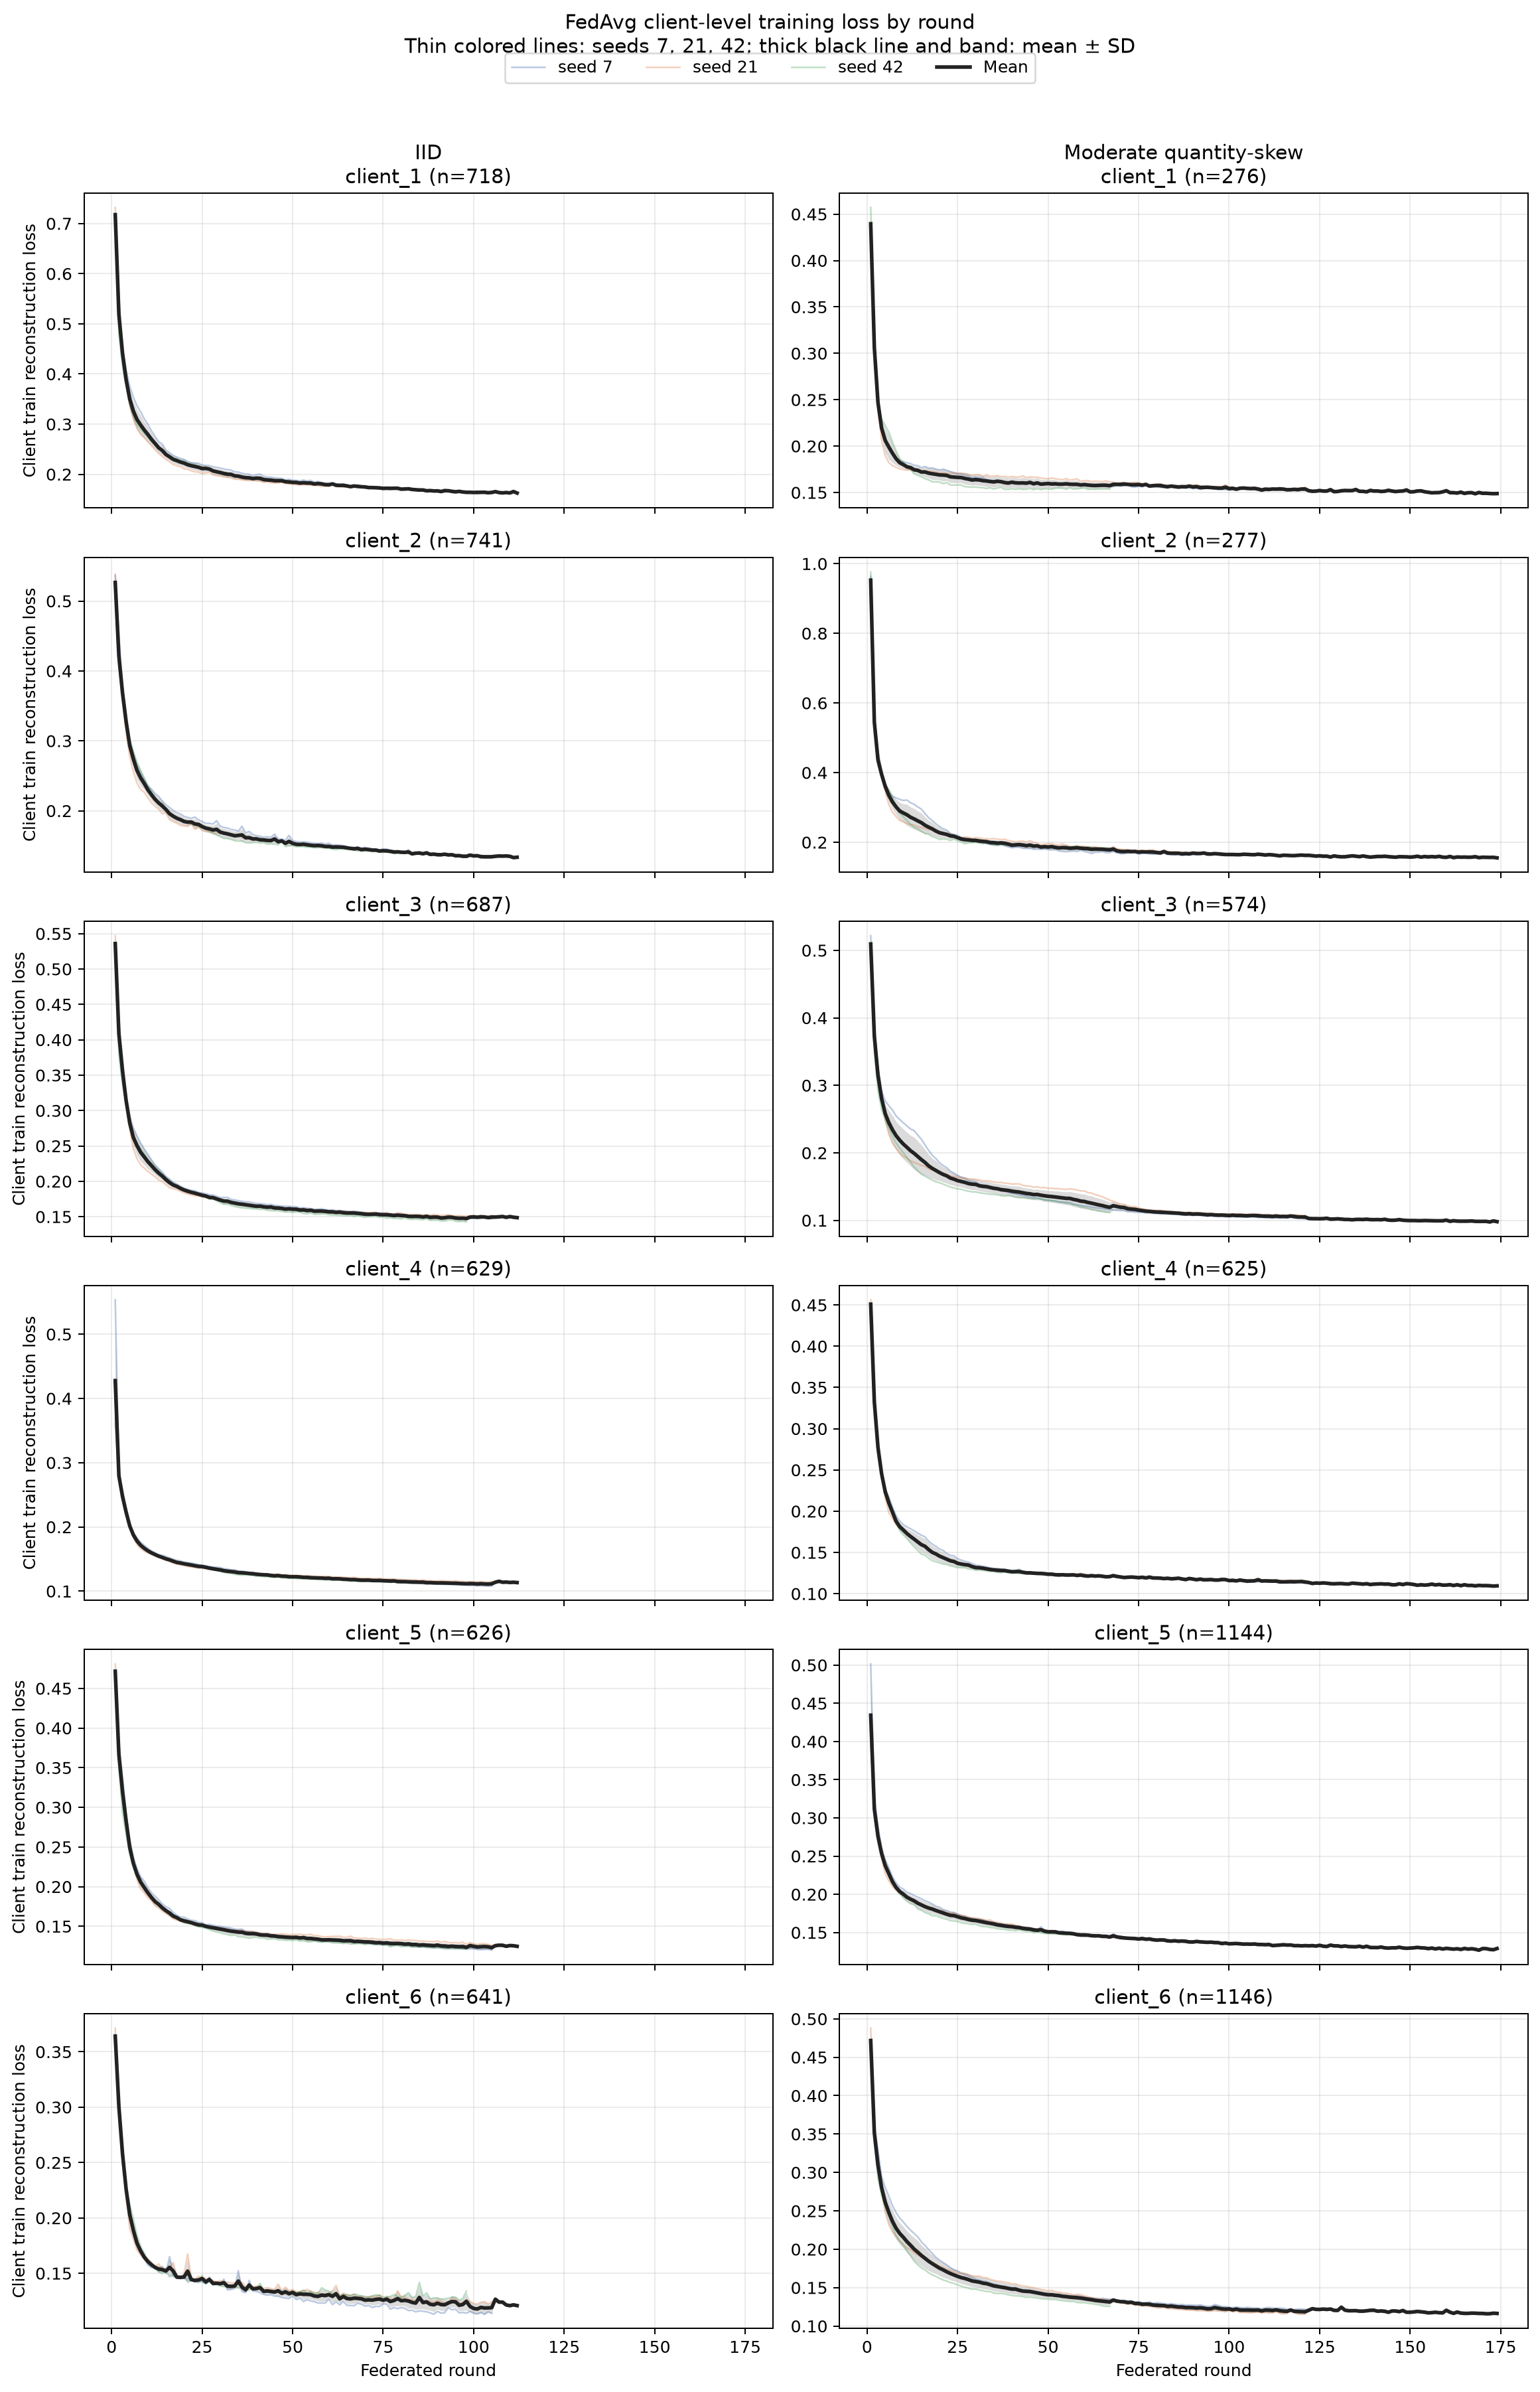 FedAvg client-level training loss by round
Thin colored lines: seeds 7, 21, 42; thick black line and band: mean ± SD
seed 7 seed 21 seed 42 Mean
IID
client_1 (n=718)
Client train reconstruction loss
0.7
0.6
0.5
0.4
0.3
0.2
Moderate quantity-skew
client_1 (n=276)
0.45
0.40
0.35
0.30
0.25
0.20
0.15
client_2 (n=741)
Client train reconstruction loss
0.5
0.4
0.3
0.2
client_2 (n=277)
1.0
0.8
0.6
0.4
0.2
client_3 (n=687)
Client train reconstruction loss
0.55
0.50
0.45
0.40
0.35
0.30
0.25
0.20
0.15
client_3 (n=574)
0.5
0.4
0.3
0.2
0.1
client_4 (n=629)
Client train reconstruction loss
0.5
0.4
0.3
0.2
0.1
client_4 (n=625)
0.45
0.40
0.35
0.30
0.25
0.20
0.15
0.10
client_5 (n=626)
Client train reconstruction loss
0.45
0.40
0.35
0.30
0.25
0.20
0.15
client_5 (n=1144)
0.50
0.45
0.40
0.35
0.30
0.25
0.20
0.15
client_6 (n=641)
Client train reconstruction loss
0.35
0.30
0.25
0.20
0.15
0 25 50 75 100 125 150 175
Federated round
client_6 (n=1146)
0.50
0.45
0.40
0.35
0.30
0.25
0.20
0.15
0.10
0 25 50 75 100 125 150 175
Federated round